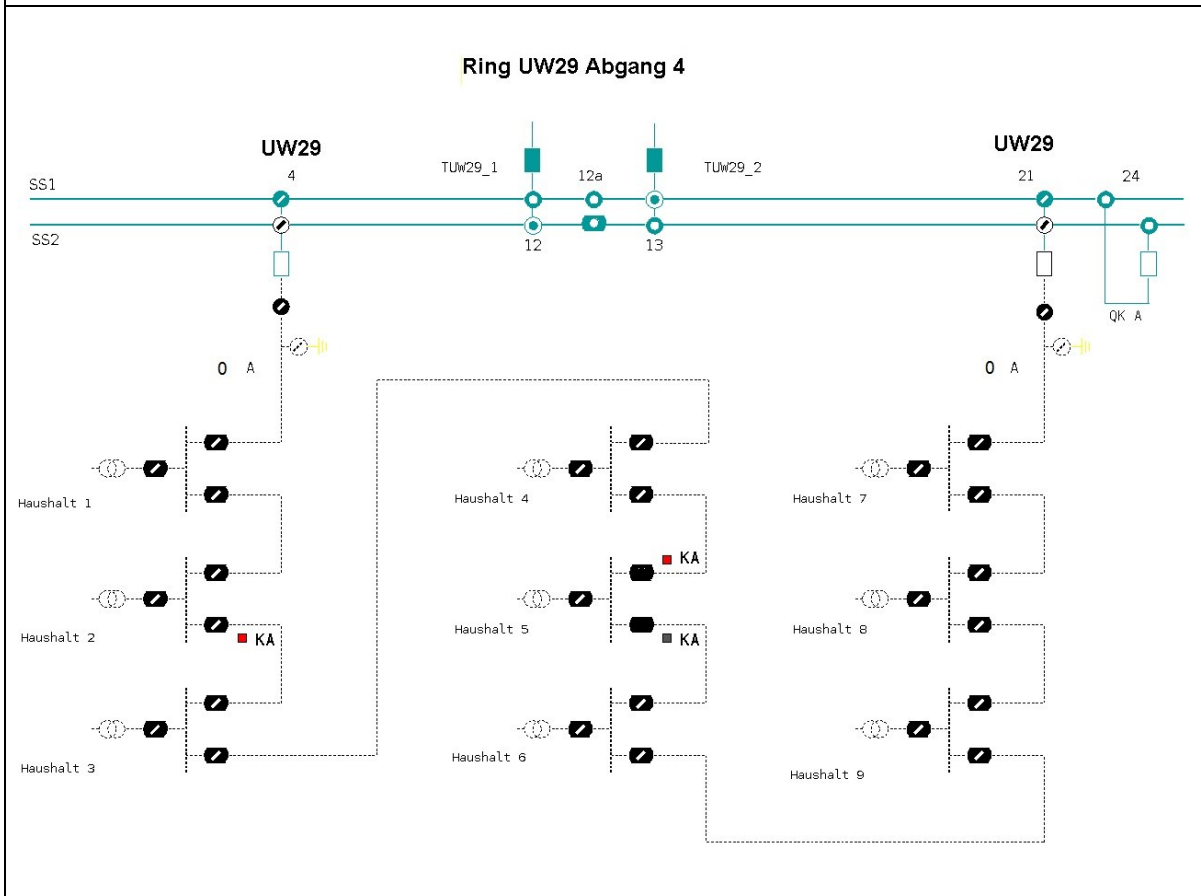 Ring UW29 Abgang 4
UW29
UW29
4
TUW29_1
12a
TUW29_2
21
24
SS1
SS2
12
13
QK A
0 A
0 A
Haushalt 1
Haushalt 4
Haushalt 7
KA
Haushalt 2
KA
Haushalt 5
KA
Haushalt 8
Haushalt 3
Haushalt 6
Haushalt 9